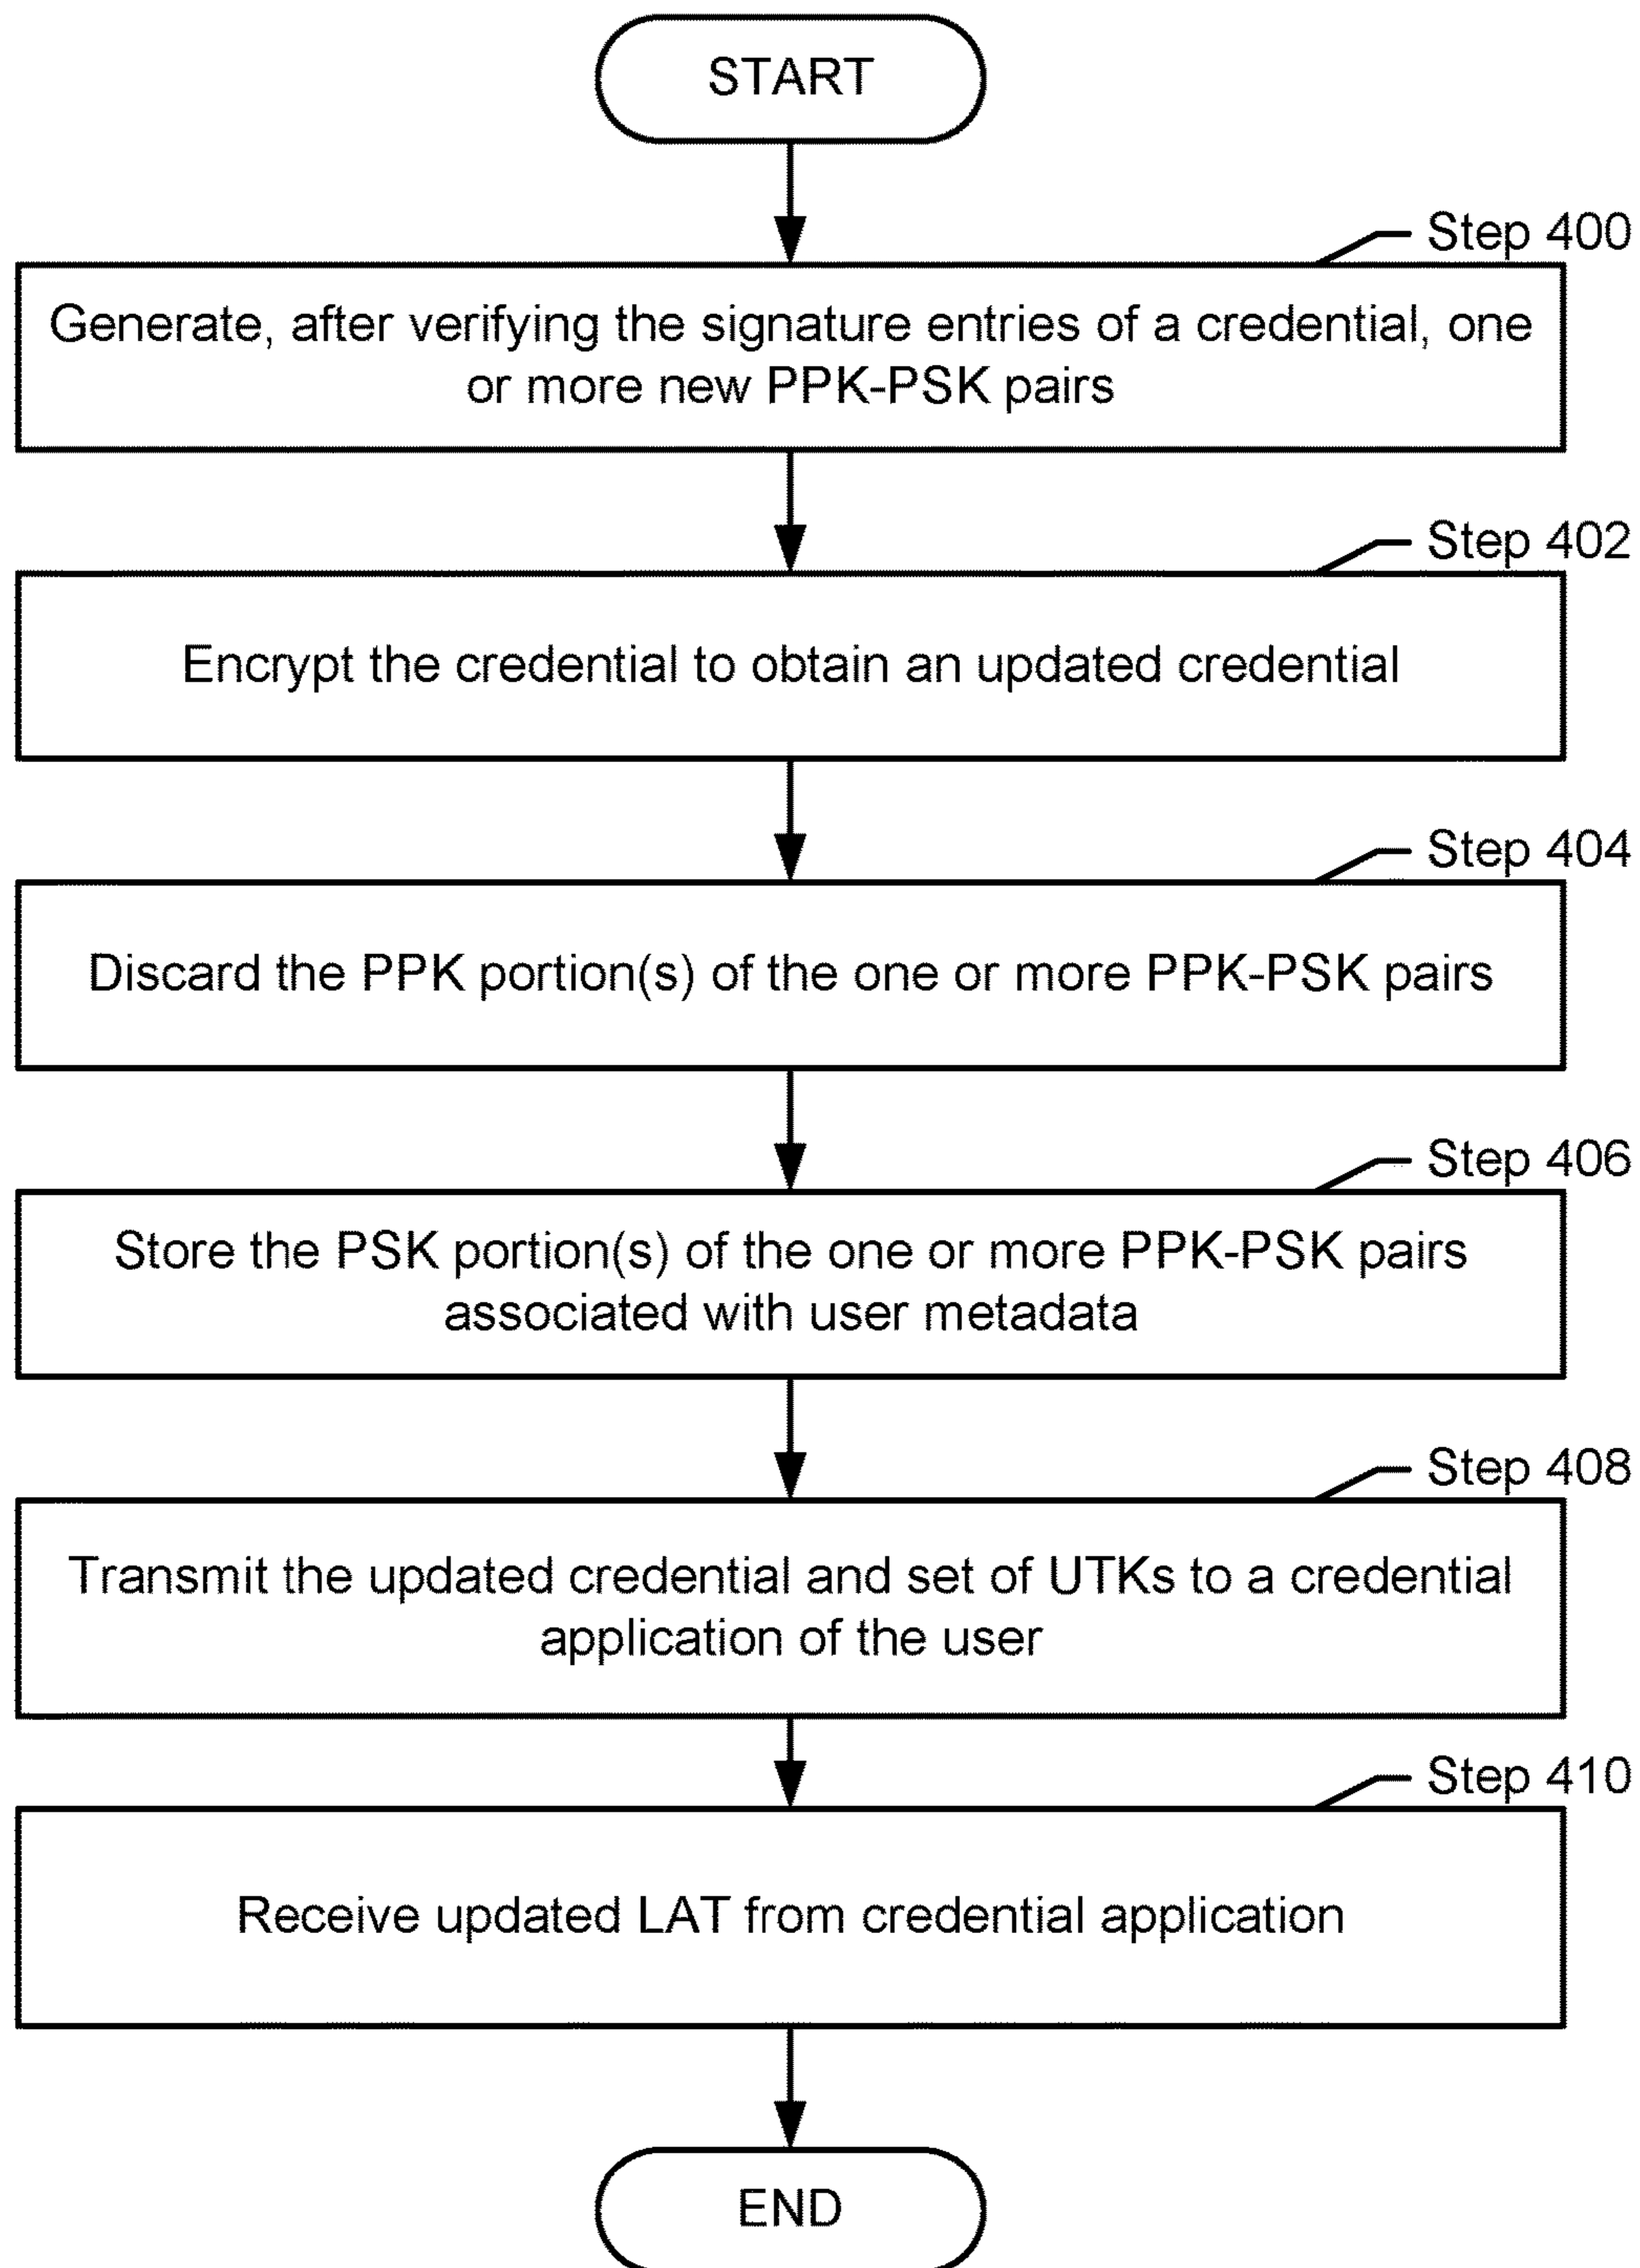 START
Step 400
Generate, after verifying the signature entries of a credential, one
or more new PPK-PSK pairs
Step 402
Encrypt the credential to obtain an updated credential
Step 404
Discard the PPK portion(s) of the one or more PPK-PSK pairs
Step 406
Store the PSK portion(s) of the one or more PPK-PSK pairs
associated with user metadata
Step 408
Transmit the updated credential and set of UTKs to a credential
application of the user
Step 410
Receive updated LAT from credential application
END